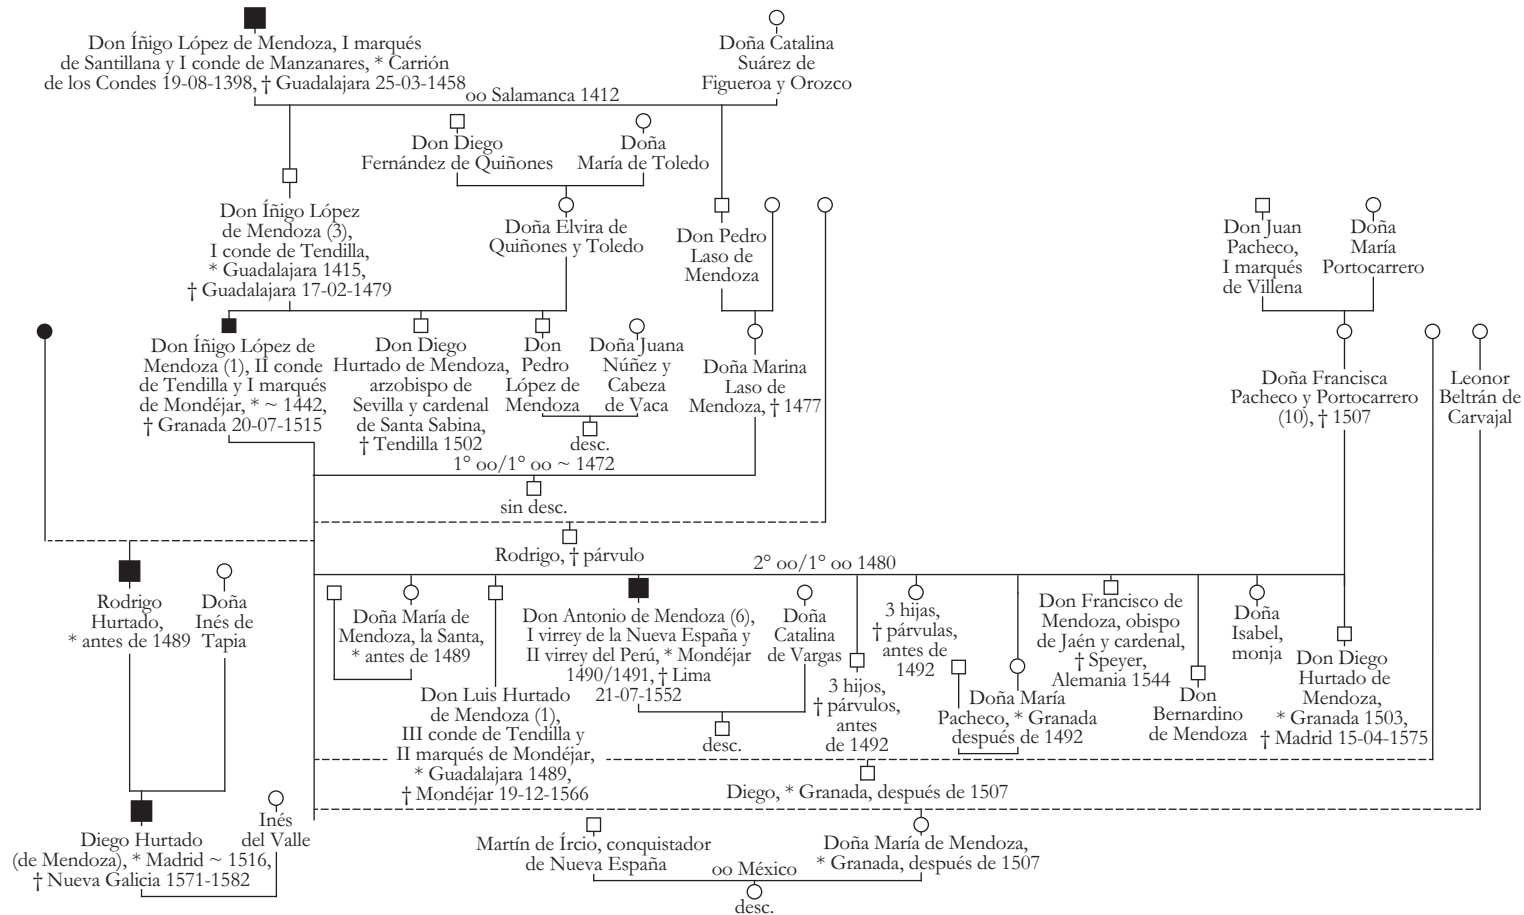 Don Íñigo López de Mendoza, I marqués
de Santillana y I conde de Manzanares, * Carrión
de los Condes 19-08-1398, † Guadalajara 25-03-1458
Doña Catalina
Suárez de
Figueroa y Orozco
oo Salamanca 1412
Don Diego
Fernández de Quiñones
Doña
María de Toledo
Don Íñigo López
de Mendoza (3),
I conde de Tendilla,
* Guadalajara 1415,
† Guadalajara 17-02-1479
Doña Elvira de
Quiñones y Toledo
Don Pedro
Laso de
Mendoza
Don Juan
Pacheco,
I marqués
de Villena
Doña
María
Portocarrero
Don Íñigo López de
Mendoza (1), II conde
de Tendilla y I marqués
de Mondéjar, * ~ 1442,
† Granada 20-07-1515
Don Diego
Hurtado de Mendoza,
arzobispo de
Sevilla y cardenal
de Santa Sabina,
† Tendilla 1502
Don
Pedro
López de
Mendoza
Doña Juana
Núñez y
Cabeza
de Vaca
desc.
Doña Marina
Laso de
Mendoza, † 1477
Doña Francisca
Pacheco y Portocarrero
(10), † 1507
Leonor
Beltrán de
Carvajal
1° oo/1° oo ~ 1472
sin desc.
Rodrigo, † párvulo
2° oo/1° oo 1480
Rodrigo
Hurtado,
* antes de 1489
Doña
Inés de
Tapia
Doña María de
Mendoza, la Santa,
* antes de 1489
Don Luis Hurtado
de Mendoza (1),
III conde de Tendilla y
II marqués de Mondéjar,
* Guadalajara 1489,
† Mondéjar 19-12-1566
Don Antonio de Mendoza (6),
I virrey de la Nueva España y
II virrey del Perú, * Mondéjar
1490/1491, † Lima
21-07-1552
Doña
Catalina
de Vargas
desc.
3 hijos,
† párvulos,
antes
de 1492
3 hijas,
† párvulas,
antes de
1492
Doña María
Pacheco, * Granada
después de 1492
Don Francisco de
Mendoza, obispo
de Jaén y cardenal,
† Speyer,
Alemania 1544
Don
Bernardino
de Mendoza
Doña
Isabel,
monja
Don Diego
Hurtado de
Mendoza,
* Granada 1503,
† Madrid 15-04-1575
Diego, * Granada, después de 1507
Diego Hurtado
(de Mendoza), * Madrid ~ 1516,
† Nueva Galicia 1571-1582
Inés
del Valle
Martín de Írcio, conquistador
de Nueva España
Doña María de Mendoza,
* Granada, después de 1507
oo México
desc.